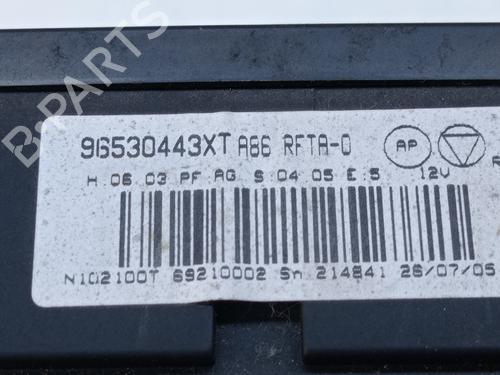 B-PARTS
96530443XT A86 RFTA-0 AP
H 06 03 PF AG S 04 05 E 5 12V R
N102100T 69210002 Sn 214841 26/07/05